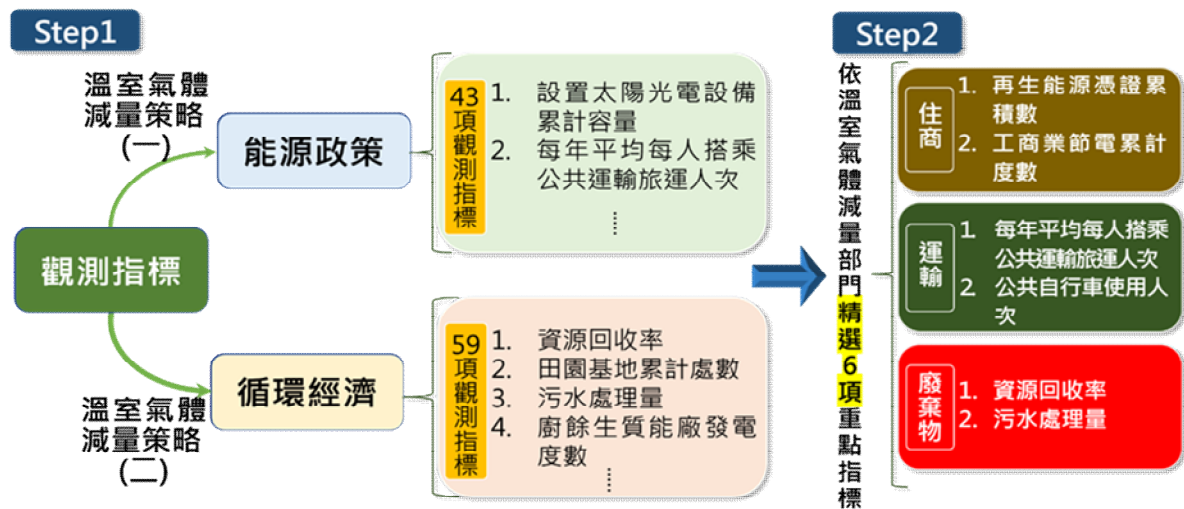 Step1
溫室氣體
減量策略
(一)
能源政策
43項觀測指標
1. 設置太陽光電設備
累計容量
2. 每年平均每人搭乘
公共運輸旅運人次
⋮
觀測指標
溫室氣體
減量策略
(二)
循環經濟
59項觀測指標
1. 資源回收率
2. 田園基地累計處數
3. 污水處理量
4. 廚餘生質能廠發電
度數
⋮
Step2
依溫室氣體減量部門精選6項重點指標
住商
1. 再生能源憑證累
積數
2. 工商業節電累計
度數
運輸
1 每年平均每人搭乘
公共運輸旅運人次
2 公共自行車使用人
次
廢棄物
1. 資源回收率
2. 污水處理量